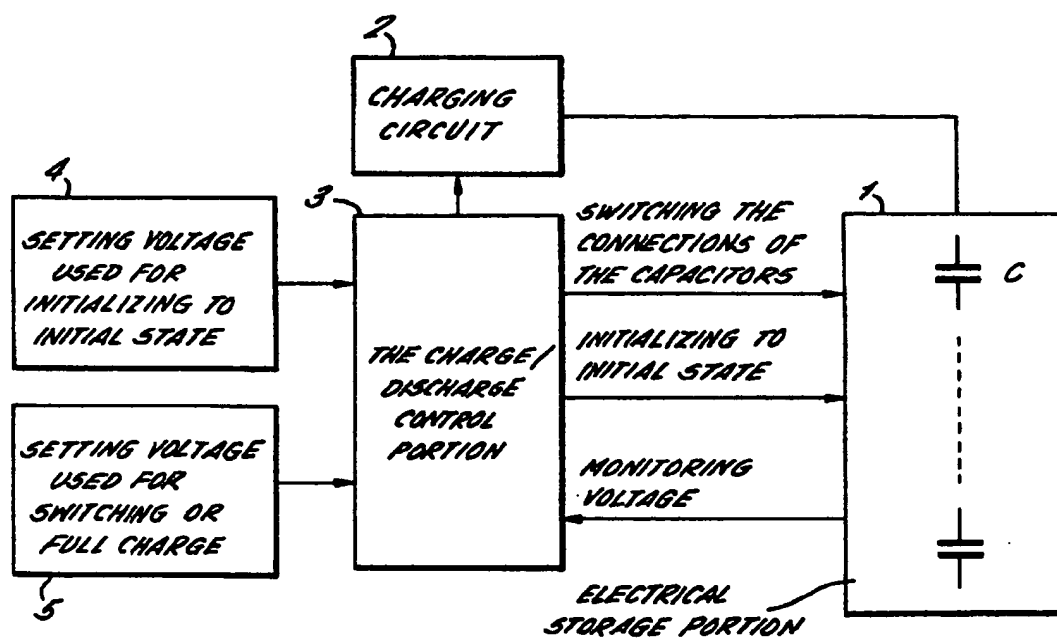 2
CHARGING
CIRCUIT
4
SETTING VOLTAGE
USED FOR
INITIALIZING TO
INITIAL STATE
3
THE CHARGE/
DISCHARGE
CONTROL
PORTION
SWITCHING THE
CONNECTIONS OF
THE CAPACITORS
INITIALIZING TO
INITIAL STATE
MONITORING
VOLTAGE
1
C
ELECTRICAL
STORAGE PORTION
SETTING VOLTAGE
USED FOR
SWITCHING OR
FULL CHARGE
5